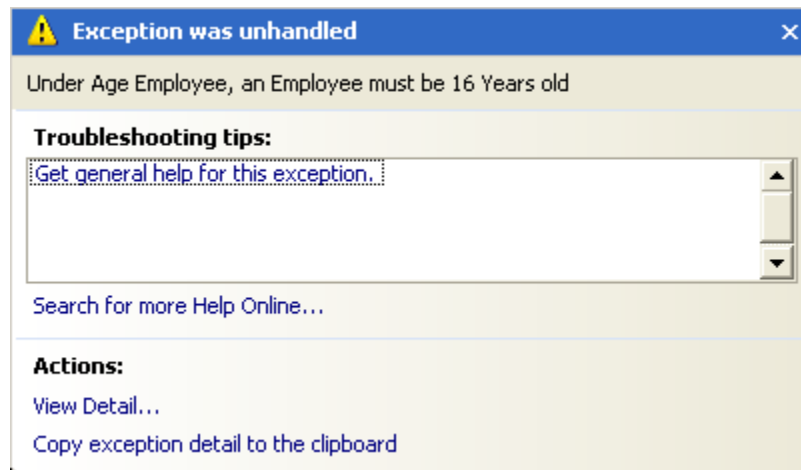 Exception was unhandled
Under Age Employee, an Employee must be 16 Years old
Troubleshooting tips:
Get general help for this exception.
Search for more Help Online...
Actions:
View Detail...
Copy exception detail to the clipboard